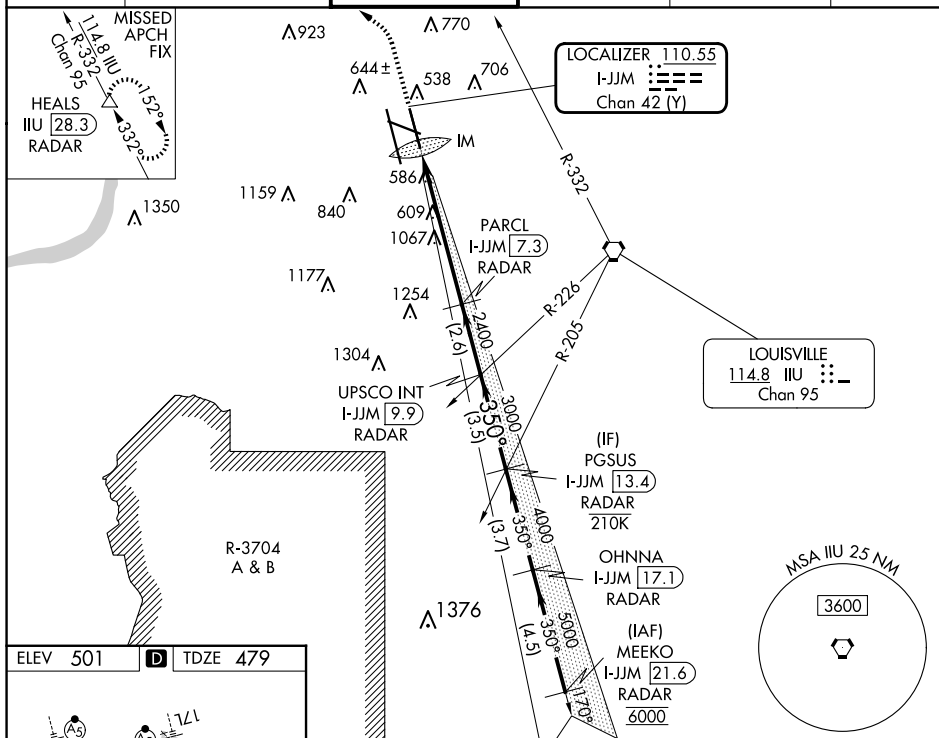 MISSED
APCH
FIX
114.8 IIU
R-332
Chan 95
HEALS
IIU 28.3
RADAR
152°
332°
923
770
644±
538
706
LOCALIZER 110.55
I-JJM
Chan 42 (Y)
IM
586
1159
840
609
1350
1067
R-332
PARCL
I-JJM 7.3
RADAR
1177
1254
R-226
R-205
2400
(2.6)
1304
LOUISVILLE
114.8 IIU
Chan 95
UPSCO INT
I-JJM 9.9
RADAR
3000
350°
(3.5)
(IF)
PGSUS
I-JJM 13.4
RADAR
210K
4000
350°
(3.7)
R-3704
A & B
OHNNA
I-JJM 17.1
RADAR
MSA IIU 25 NM
3600
1376
5000
350°
(4.5)
(IAF)
MEEKO
I-JJM 21.6
RADAR
6000
170°
ELEV 501 D TDZE 479
A5
17L